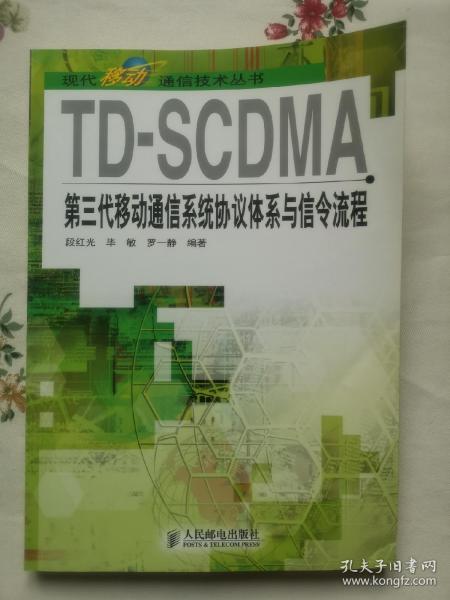 现代移动通信技术丛书
TD-SCDMA
第三代移动通信系统协议体系与信令流程
段红光 毕 敏 罗一静 编著
人民邮电出版社
POSTS & TELECOM PRESS
孔夫子旧书网
www.kongfz.com